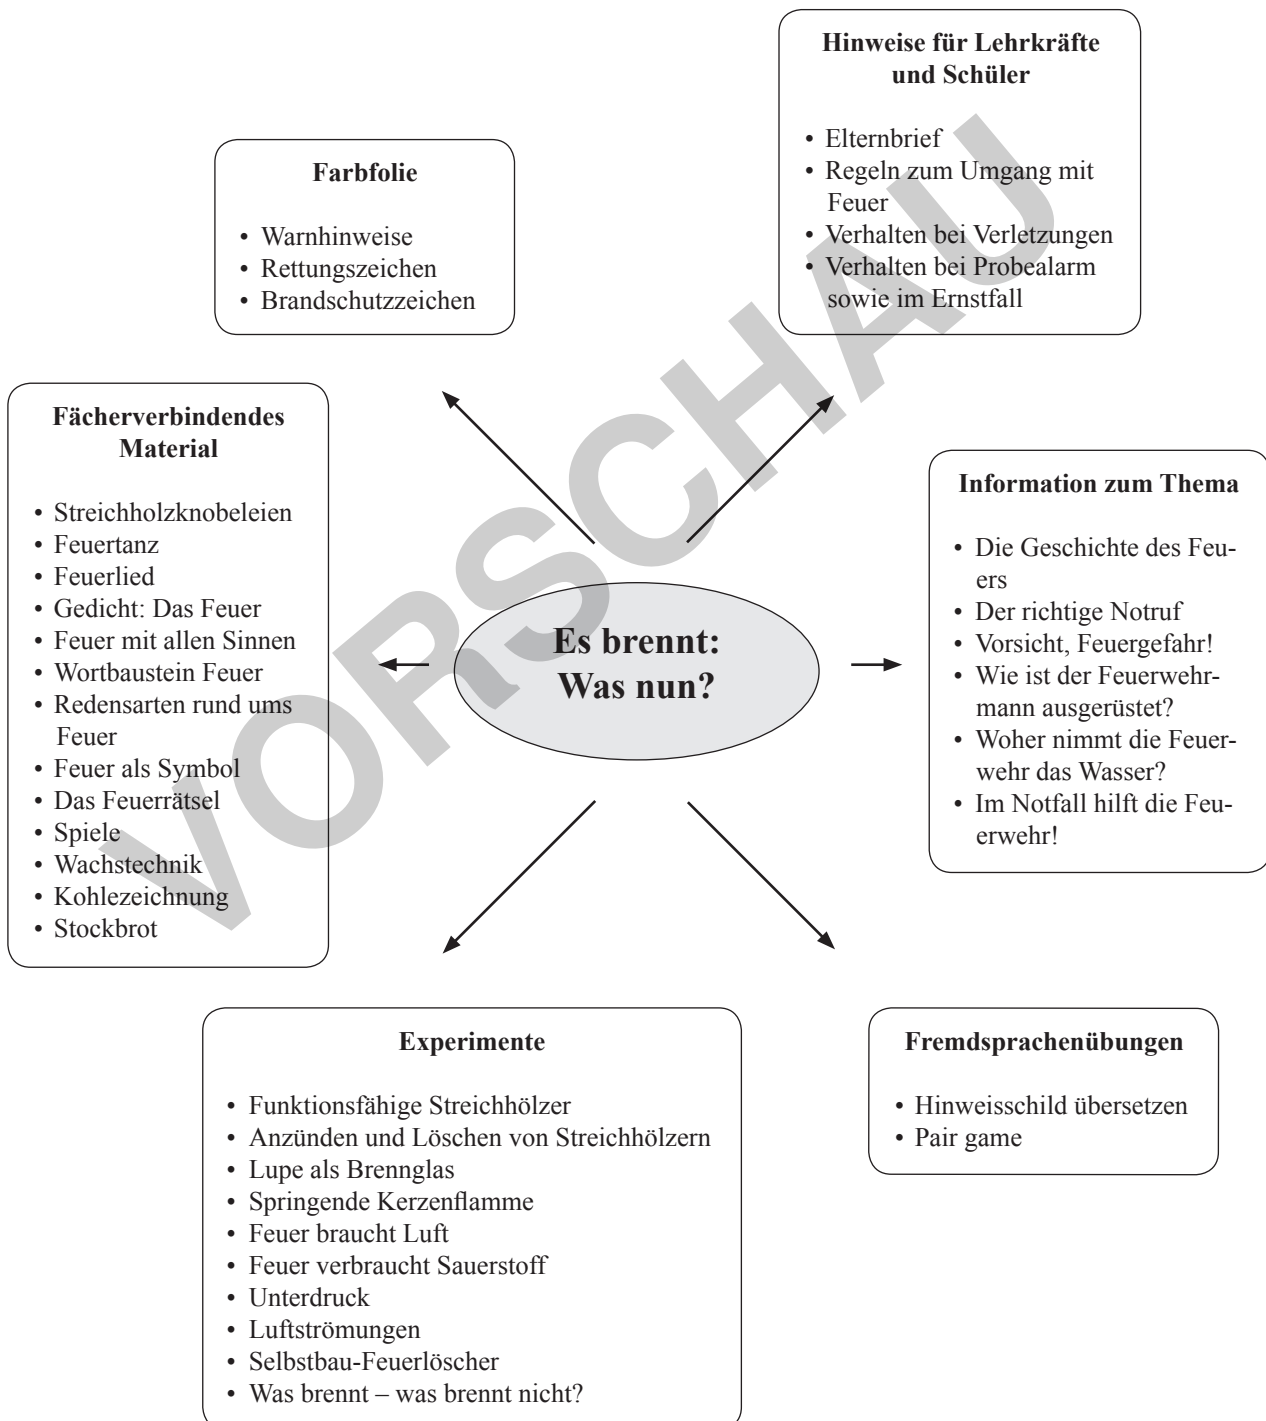 Hinweise für Lehrkräfte
und Schüler
• Elternbrief
• Regeln zum Umgang mit
Feuer
• Verhalten bei Verletzungen
• Verhalten bei Probealarm
sowie im Ernstfall
Farbfolie
• Warnhinweise
• Rettungszeichen
• Brandschutzzeichen
Fächerverbindendes
Material
• Streichholzknobeleien
• Feuertanz
• Feuerlied
• Gedicht: Das Feuer
• Feuer mit allen Sinnen
• Wortbaustein Feuer
• Redensarten rund ums
Feuer
• Feuer als Symbol
• Das Feuerrätsel
• Spiele
• Wachstechnik
• Kohlezeichnung
• Stockbrot
Es brennt:
Was nun?
Information zum Thema
• Die Geschichte des Feu-
ers
• Der richtige Notruf
• Vorsicht, Feuergefahr!
• Wie ist der Feuerwehr-
mann ausgerüstet?
• Woher nimmt die Feuer-
wehr das Wasser?
• Im Notfall hilft die Feu-
erwehr!
Experimente
• Funktionsfähige Streichhölzer
• Anzünden und Löschen von Streichhölzern
• Lupe als Brennglas
• Springende Kerzenflamme
• Feuer braucht Luft
• Feuer verbraucht Sauerstoff
• Unterdruck
• Luftströmungen
• Selbstbau-Feuerlöscher
• Was brennt – was brennt nicht?
Fremdsprachenübungen
• Hinweisschild übersetzen
• Pair game
VORSCHAU